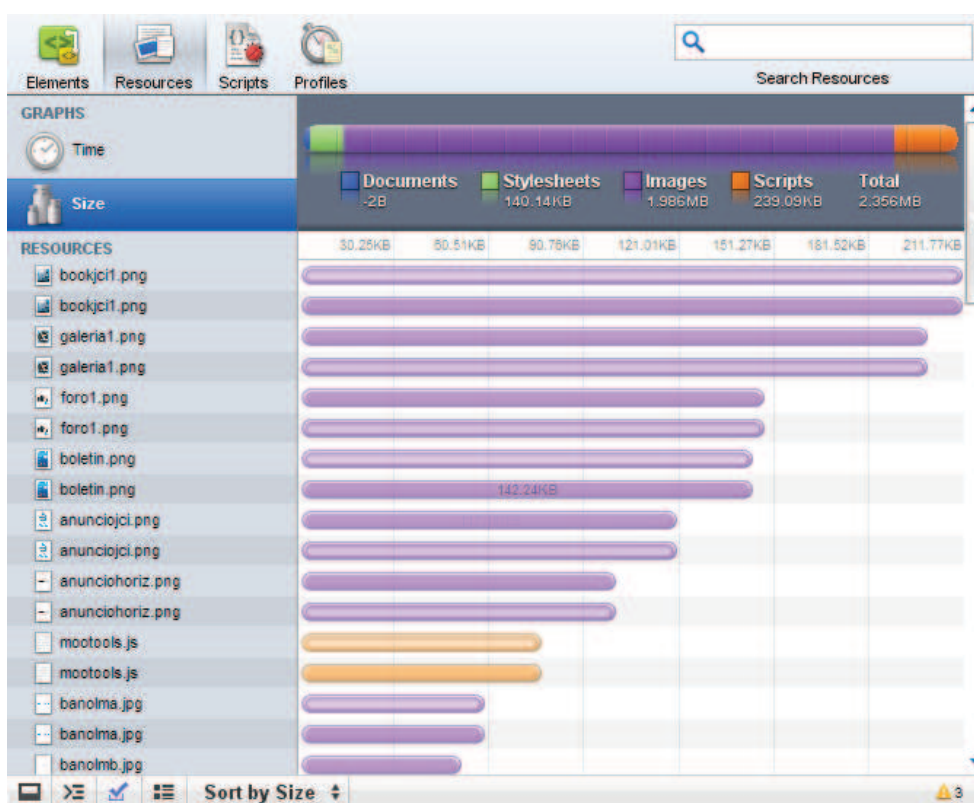 Elements Resources Scripts Profiles
Search Resources
GRAPHS
Time
Size
Documents Stylesheets Images Scripts Total
-2B 140.14KB 1.986MB 239.09KB 2.356MB
RESOURCES
30.25KB 60.51KB 90.76KB 121.01KB 151.27KB 181.52KB 211.77KB
bookjci1.png
bookjci1.png
galeria1.png
galeria1.png
foro1.png
foro1.png
boletin.png
boletin.png 142.24KB
anunciojci.png
anunciojci.png
anunciohoriz.png
anunciohoriz.png
mootools.js
mootools.js
banolma.jpg
banolma.jpg
banolmb.jpg
Sort by Size 3